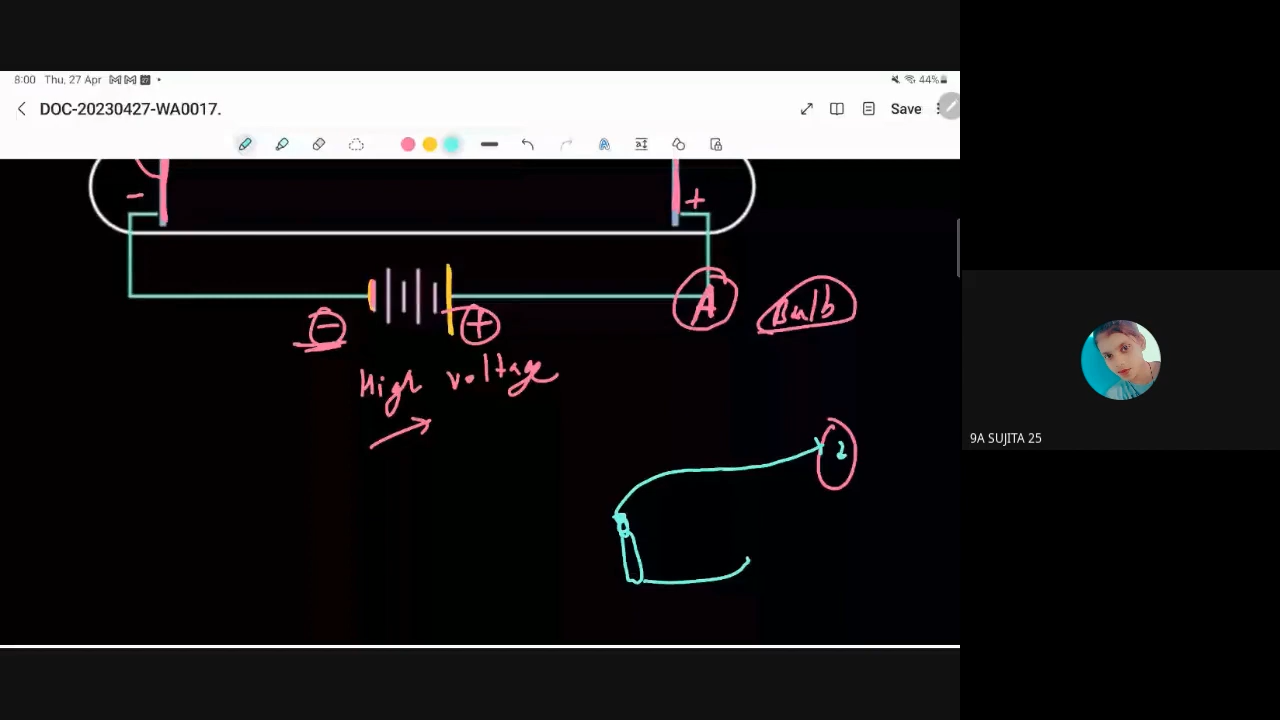 8:00 Thu, 27 Apr 44%
DOC-20230427-WA0017.
Save
- +
A Bulb
- +
High voltage
2
9A SUJITA 25